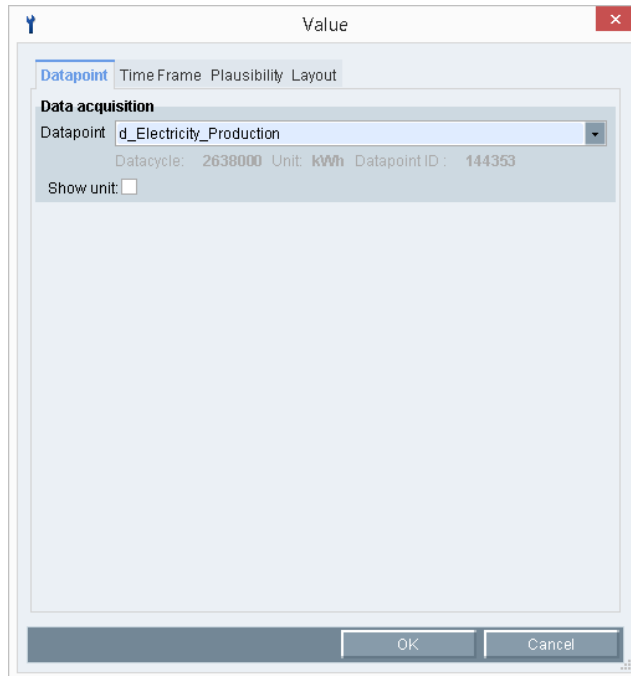 Value
Datapoint Time Frame Plausibility Layout
Data acquisition
Datapoint d_Electricity_Production
Datacycle: 2638000 Unit: kWh Datapoint ID : 144353
Show unit:
OK Cancel